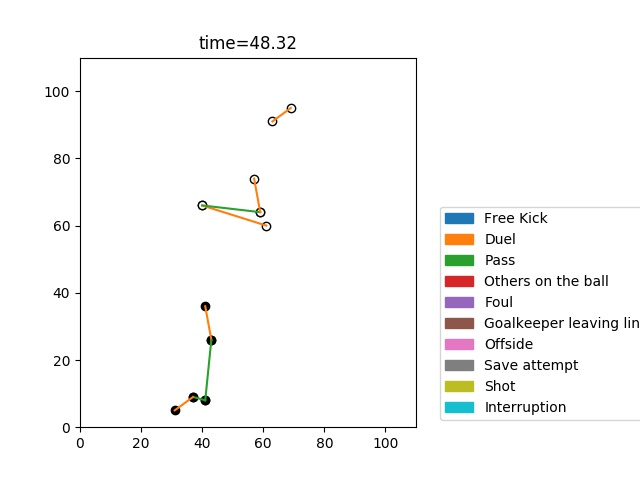 time=48.32
100
80
60
40
20
0
0 20 40 60 80 100
Free Kick
Duel
Pass
Others on the ball
Foul
Goalkeeper leaving lin
Offside
Save attempt
Shot
Interruption